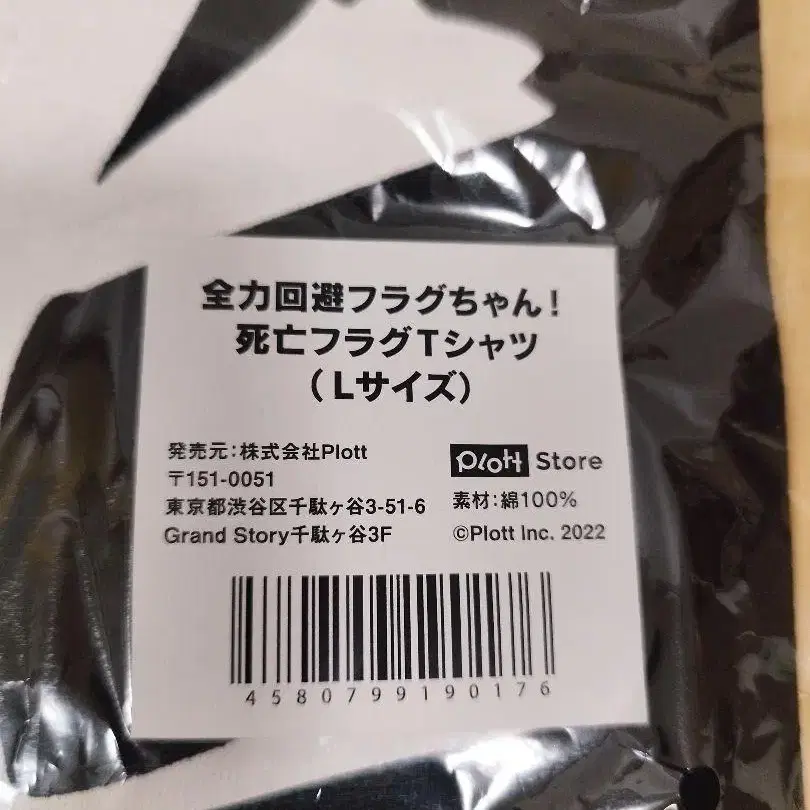 全力回避フラグちゃん!
死亡フラグTシャツ
(Lサイズ)
発売元:株式会社Plott
〒151-0051
東京都渋谷区千駄ヶ谷3-51-6
Grand Story千駄ヶ谷3F
Plott Store
素材:綿100%
©Plott Inc. 2022
4580799190176